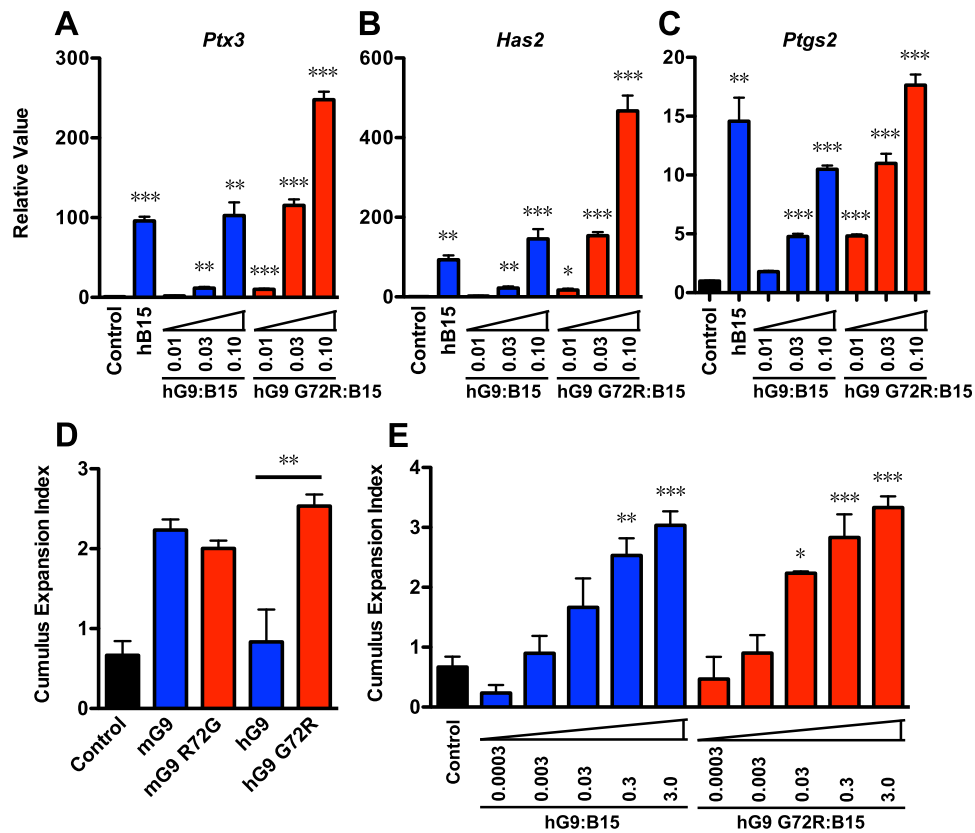 A
Ptx3
Relative Value
300
200
100
0
***
**
**
***
***
***
Control
hB15
0.01
0.03
0.10
0.01
0.03
0.10
hG9:B15
hG9 G72R:B15
B
Has2
600
400
200
0
**
**
***
*
***
***
Control
hB15
0.01
0.03
0.10
0.01
0.03
0.10
hG9:B15
hG9 G72R:B15
C
Ptgs2
20
15
10
5
0
**
***
***
***
***
***
Control
hB15
0.01
0.03
0.10
0.01
0.03
0.10
hG9:B15
hG9 G72R:B15
D
Cumulus Expansion Index
3
2
1
0
**
Control
mG9
mG9 R72G
hG9
hG9 G72R
E
Cumulus Expansion Index
4
3
2
1
0
**
***
*
***
***
Control
0.0003
0.003
0.03
0.3
3.0
0.0003
0.003
0.03
0.3
3.0
hG9:B15
hG9 G72R:B15